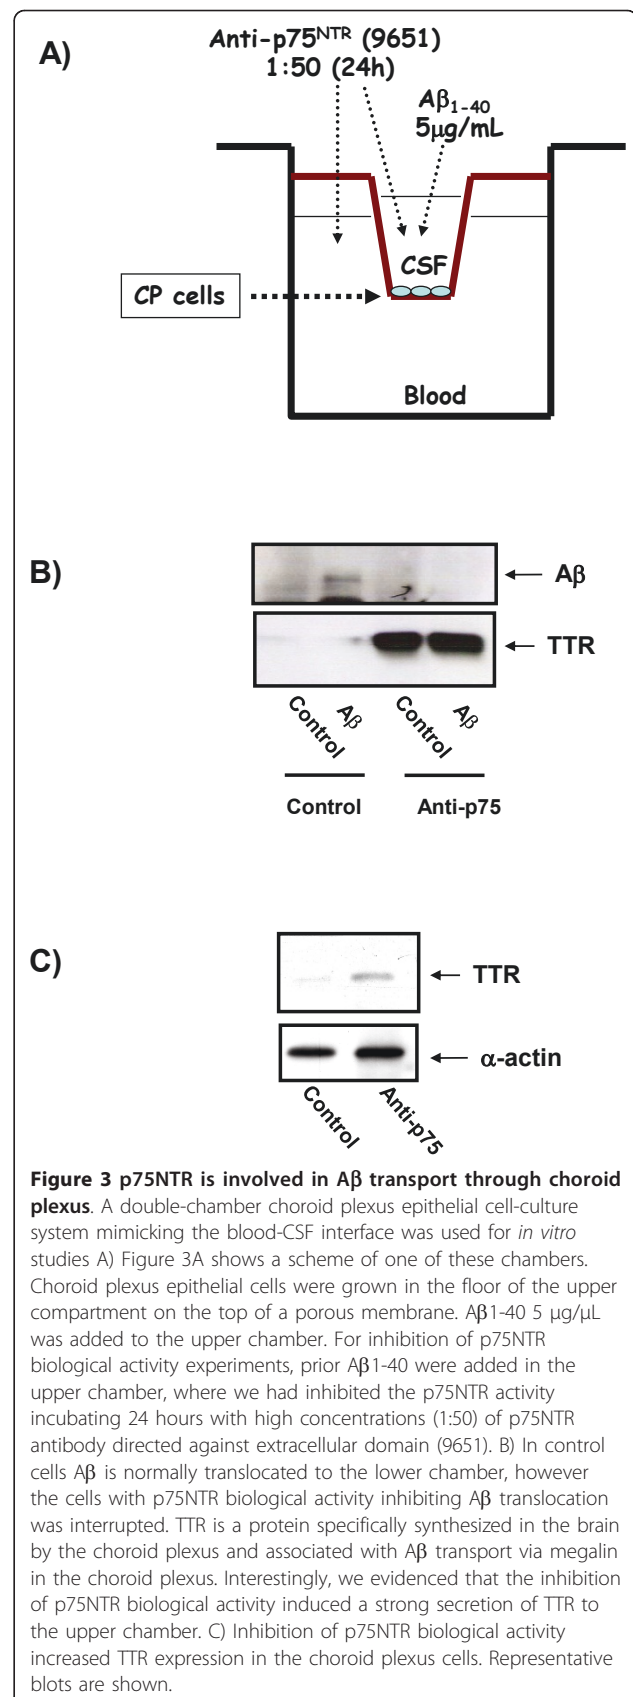 A)
Anti-p75NTR (9651)
1:50 (24h)
Aβ1-40
5μg/mL
CSF
CP cells
Blood
B)
Aβ
TTR
Control
Aβ
Control
Aβ
Control
Anti-p75
C)
TTR
α-actin
Control
Anti-p75
Figure 3 p75NTR is involved in Aβ transport through choroid
plexus. A double-chamber choroid plexus epithelial cell-culture
system mimicking the blood-CSF interface was used for in vitro
studies A) Figure 3A shows a scheme of one of these chambers.
Choroid plexus epithelial cells were grown in the floor of the upper
compartment on the top of a porous membrane. Aβ1-40 5 μg/μL
was added to the upper chamber. For inhibition of p75NTR
biological activity experiments, prior Aβ1-40 were added in the
upper chamber, where we had inhibited the p75NTR activity
incubating 24 hours with high concentrations (1:50) of p75NTR
antibody directed against extracellular domain (9651). B) In control
cells Aβ is normally translocated to the lower chamber, however
the cells with p75NTR biological activity inhibiting Aβ translocation
was interrupted. TTR is a protein specifically synthesized in the brain
by the choroid plexus and associated with Aβ transport via megalin
in the choroid plexus. Interestingly, we evidenced that the inhibition
of p75NTR biological activity induced a strong secretion of TTR to
the upper chamber. C) Inhibition of p75NTR biological activity
increased TTR expression in the choroid plexus cells. Representative
blots are shown.